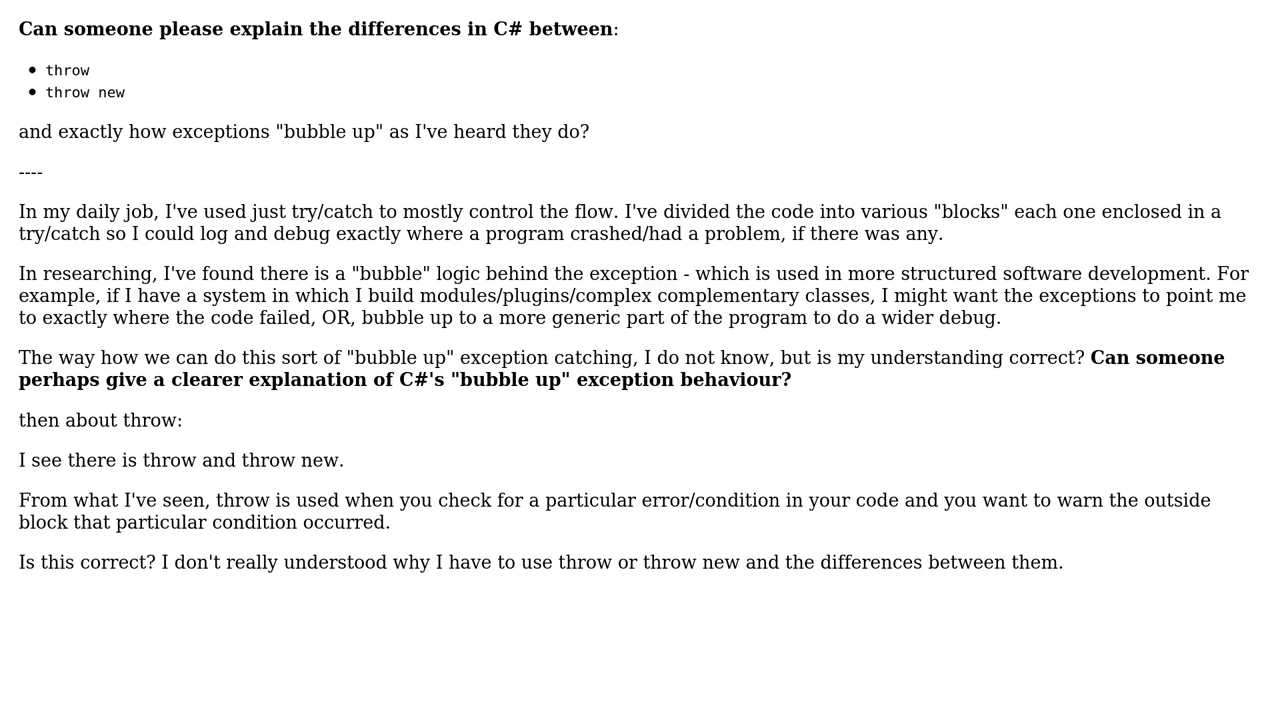 Can someone please explain the differences in C# between:
• throw
• throw new
and exactly how exceptions "bubble up" as I've heard they do?
----
In my daily job, I've used just try/catch to mostly control the flow. I've divided the code into various "blocks" each one enclosed in a
try/catch so I could log and debug exactly where a program crashed/had a problem, if there was any.
In researching, I've found there is a "bubble" logic behind the exception - which is used in more structured software development. For
example, if I have a system in which I build modules/plugins/complex complementary classes, I might want the exceptions to point me
to exactly where the code failed, OR, bubble up to a more generic part of the program to do a wider debug.
The way how we can do this sort of "bubble up" exception catching, I do not know, but is my understanding correct? Can someone
perhaps give a clearer explanation of C#'s "bubble up" exception behaviour?
then about throw:
I see there is throw and throw new.
From what I've seen, throw is used when you check for a particular error/condition in your code and you want to warn the outside
block that particular condition occurred.
Is this correct? I don't really understood why I have to use throw or throw new and the differences between them.